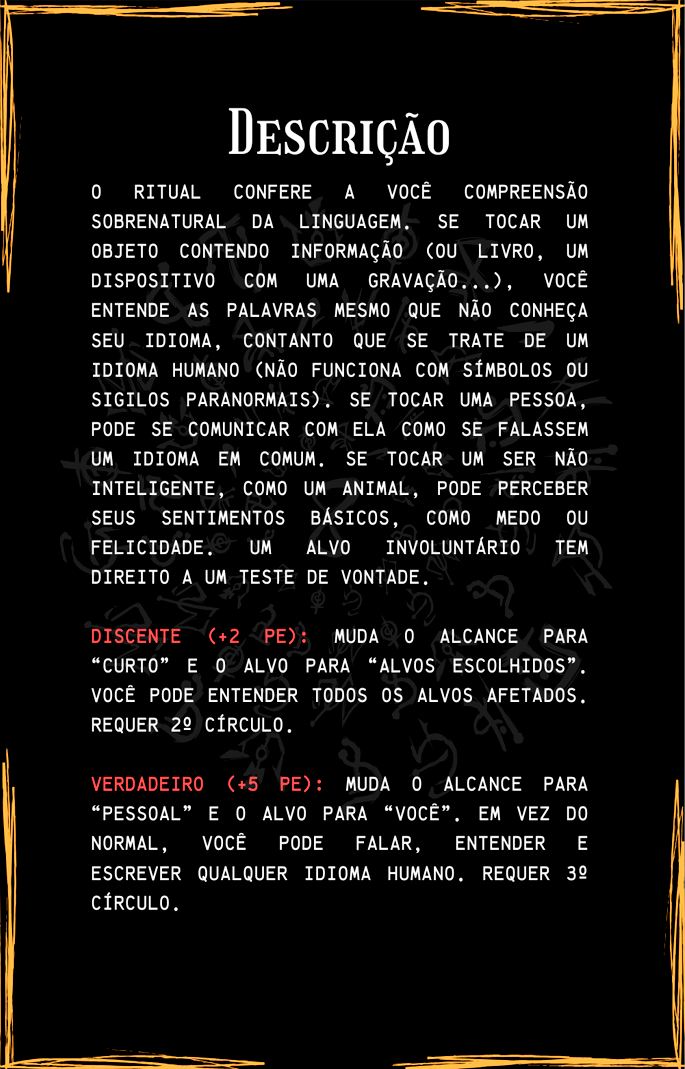 Descrição
O RITUAL CONFERE A VOCÊ COMPREENSÃO
SOBRENATURAL DA LINGUAGEM. SE TOCAR UM
OBJETO CONTENDO INFORMAÇÃO (OU LIVRO, UM
DISPOSITIVO COM UMA GRAVAÇÃO...), VOCÊ
ENTENDE AS PALAVRAS MESMO QUE NÃO CONHEÇA
SEU IDIOMA, CONTANTO QUE SE TRATE DE UM
IDIOMA HUMANO (NÃO FUNCIONA COM SÍMBOLOS OU
SIGILOS PARANORMAIS). SE TOCAR UMA PESSOA,
PODE SE COMUNICAR COM ELA COMO SE FALASSEM
UM IDIOMA EM COMUM. SE TOCAR UM SER NÃO
INTELIGENTE, COMO UM ANIMAL, PODE PERCEBER
SEUS SENTIMENTOS BÁSICOS, COMO MEDO OU
FELICIDADE. UM ALVO INVOLUNTÁRIO TEM
DIREITO A UM TESTE DE VONTADE.
DISCENTE (+2 PE): MUDA O ALCANCE PARA
“CURTO” E O ALVO PARA “ALVOS ESCOLHIDOS”.
VOCÊ PODE ENTENDER TODOS OS ALVOS AFETADOS.
REQUER 2º CÍRCULO.
VERDADEIRO (+5 PE): MUDA O ALCANCE PARA
“PESSOAL” E O ALVO PARA “VOCÊ”. EM VEZ DO
NORMAL, VOCÊ PODE FALAR, ENTENDER E
ESCREVER QUALQUER IDIOMA HUMANO. REQUER 3º
CÍRCULO.